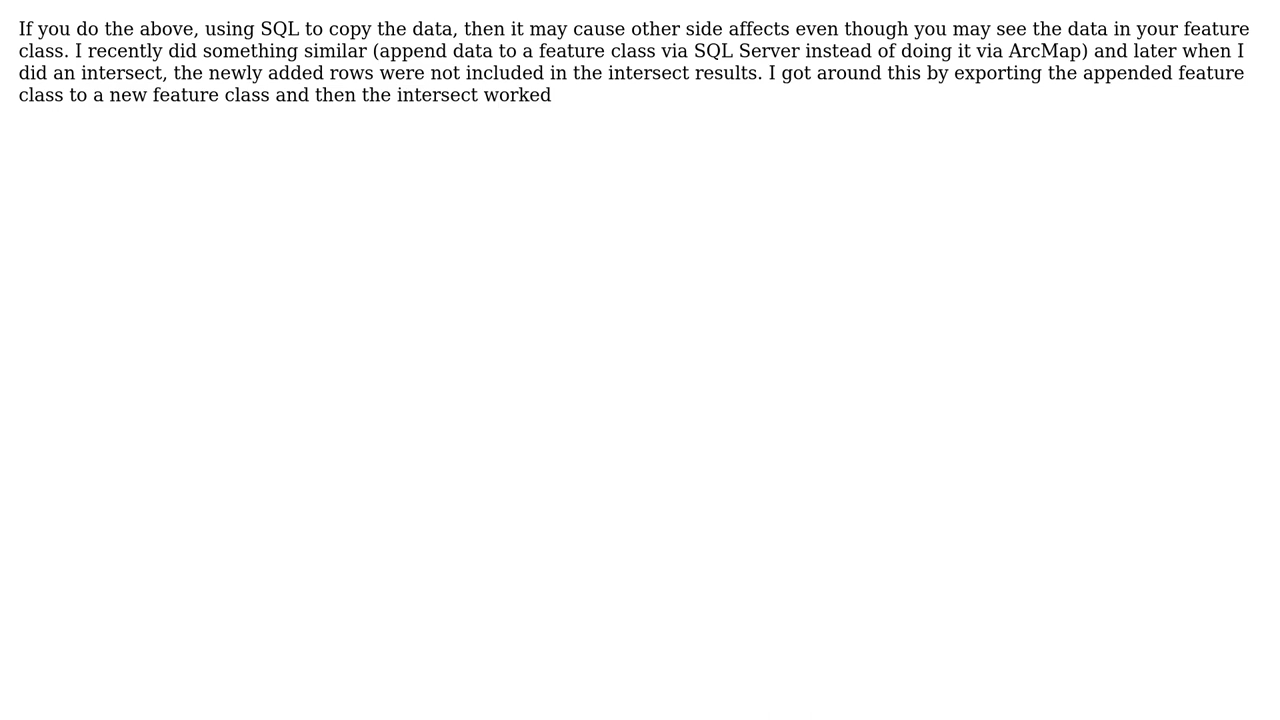 If you do the above, using SQL to copy the data, then it may cause other side affects even though you may see the data in your feature
class. I recently did something similar (append data to a feature class via SQL Server instead of doing it via ArcMap) and later when I
did an intersect, the newly added rows were not included in the intersect results. I got around this by exporting the appended feature
class to a new feature class and then the intersect worked